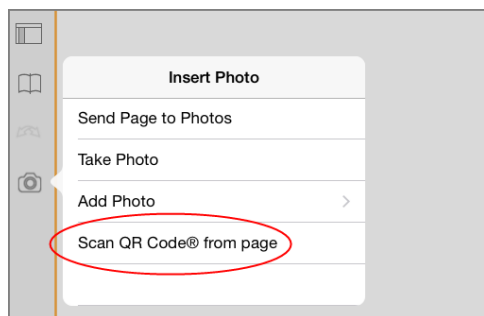 Insert Photo
Send Page to Photos
Take Photo
Add Photo
Scan QR Code® from page